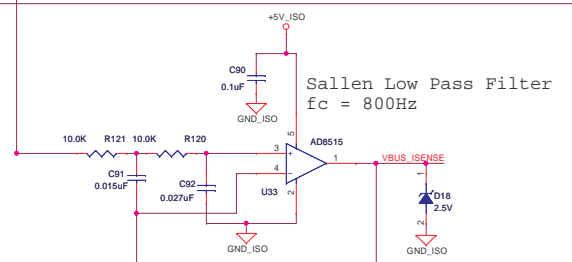 +5V_ISO
C90
0.1uF
GND_ISO
Sallen Low Pass Filter
fc = 800Hz
5
AD8515
10.0K R121 10.0K R120
3
+
1
VBUS_ISENSE
4
-
C91
0.015uF
C92
0.027uF
U33
2
1
D18
2.5V
2
GND_ISO
GND_ISO